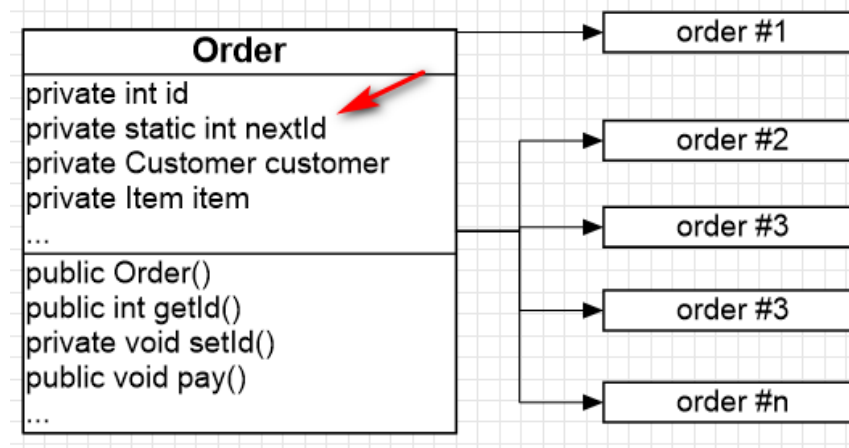 Order
private int id
private static int nextId
private Customer customer
private Item item
...
public Order()
public int getId()
private void setId()
public void pay()
...
order #1
order #2
order #3
order #3
order #n